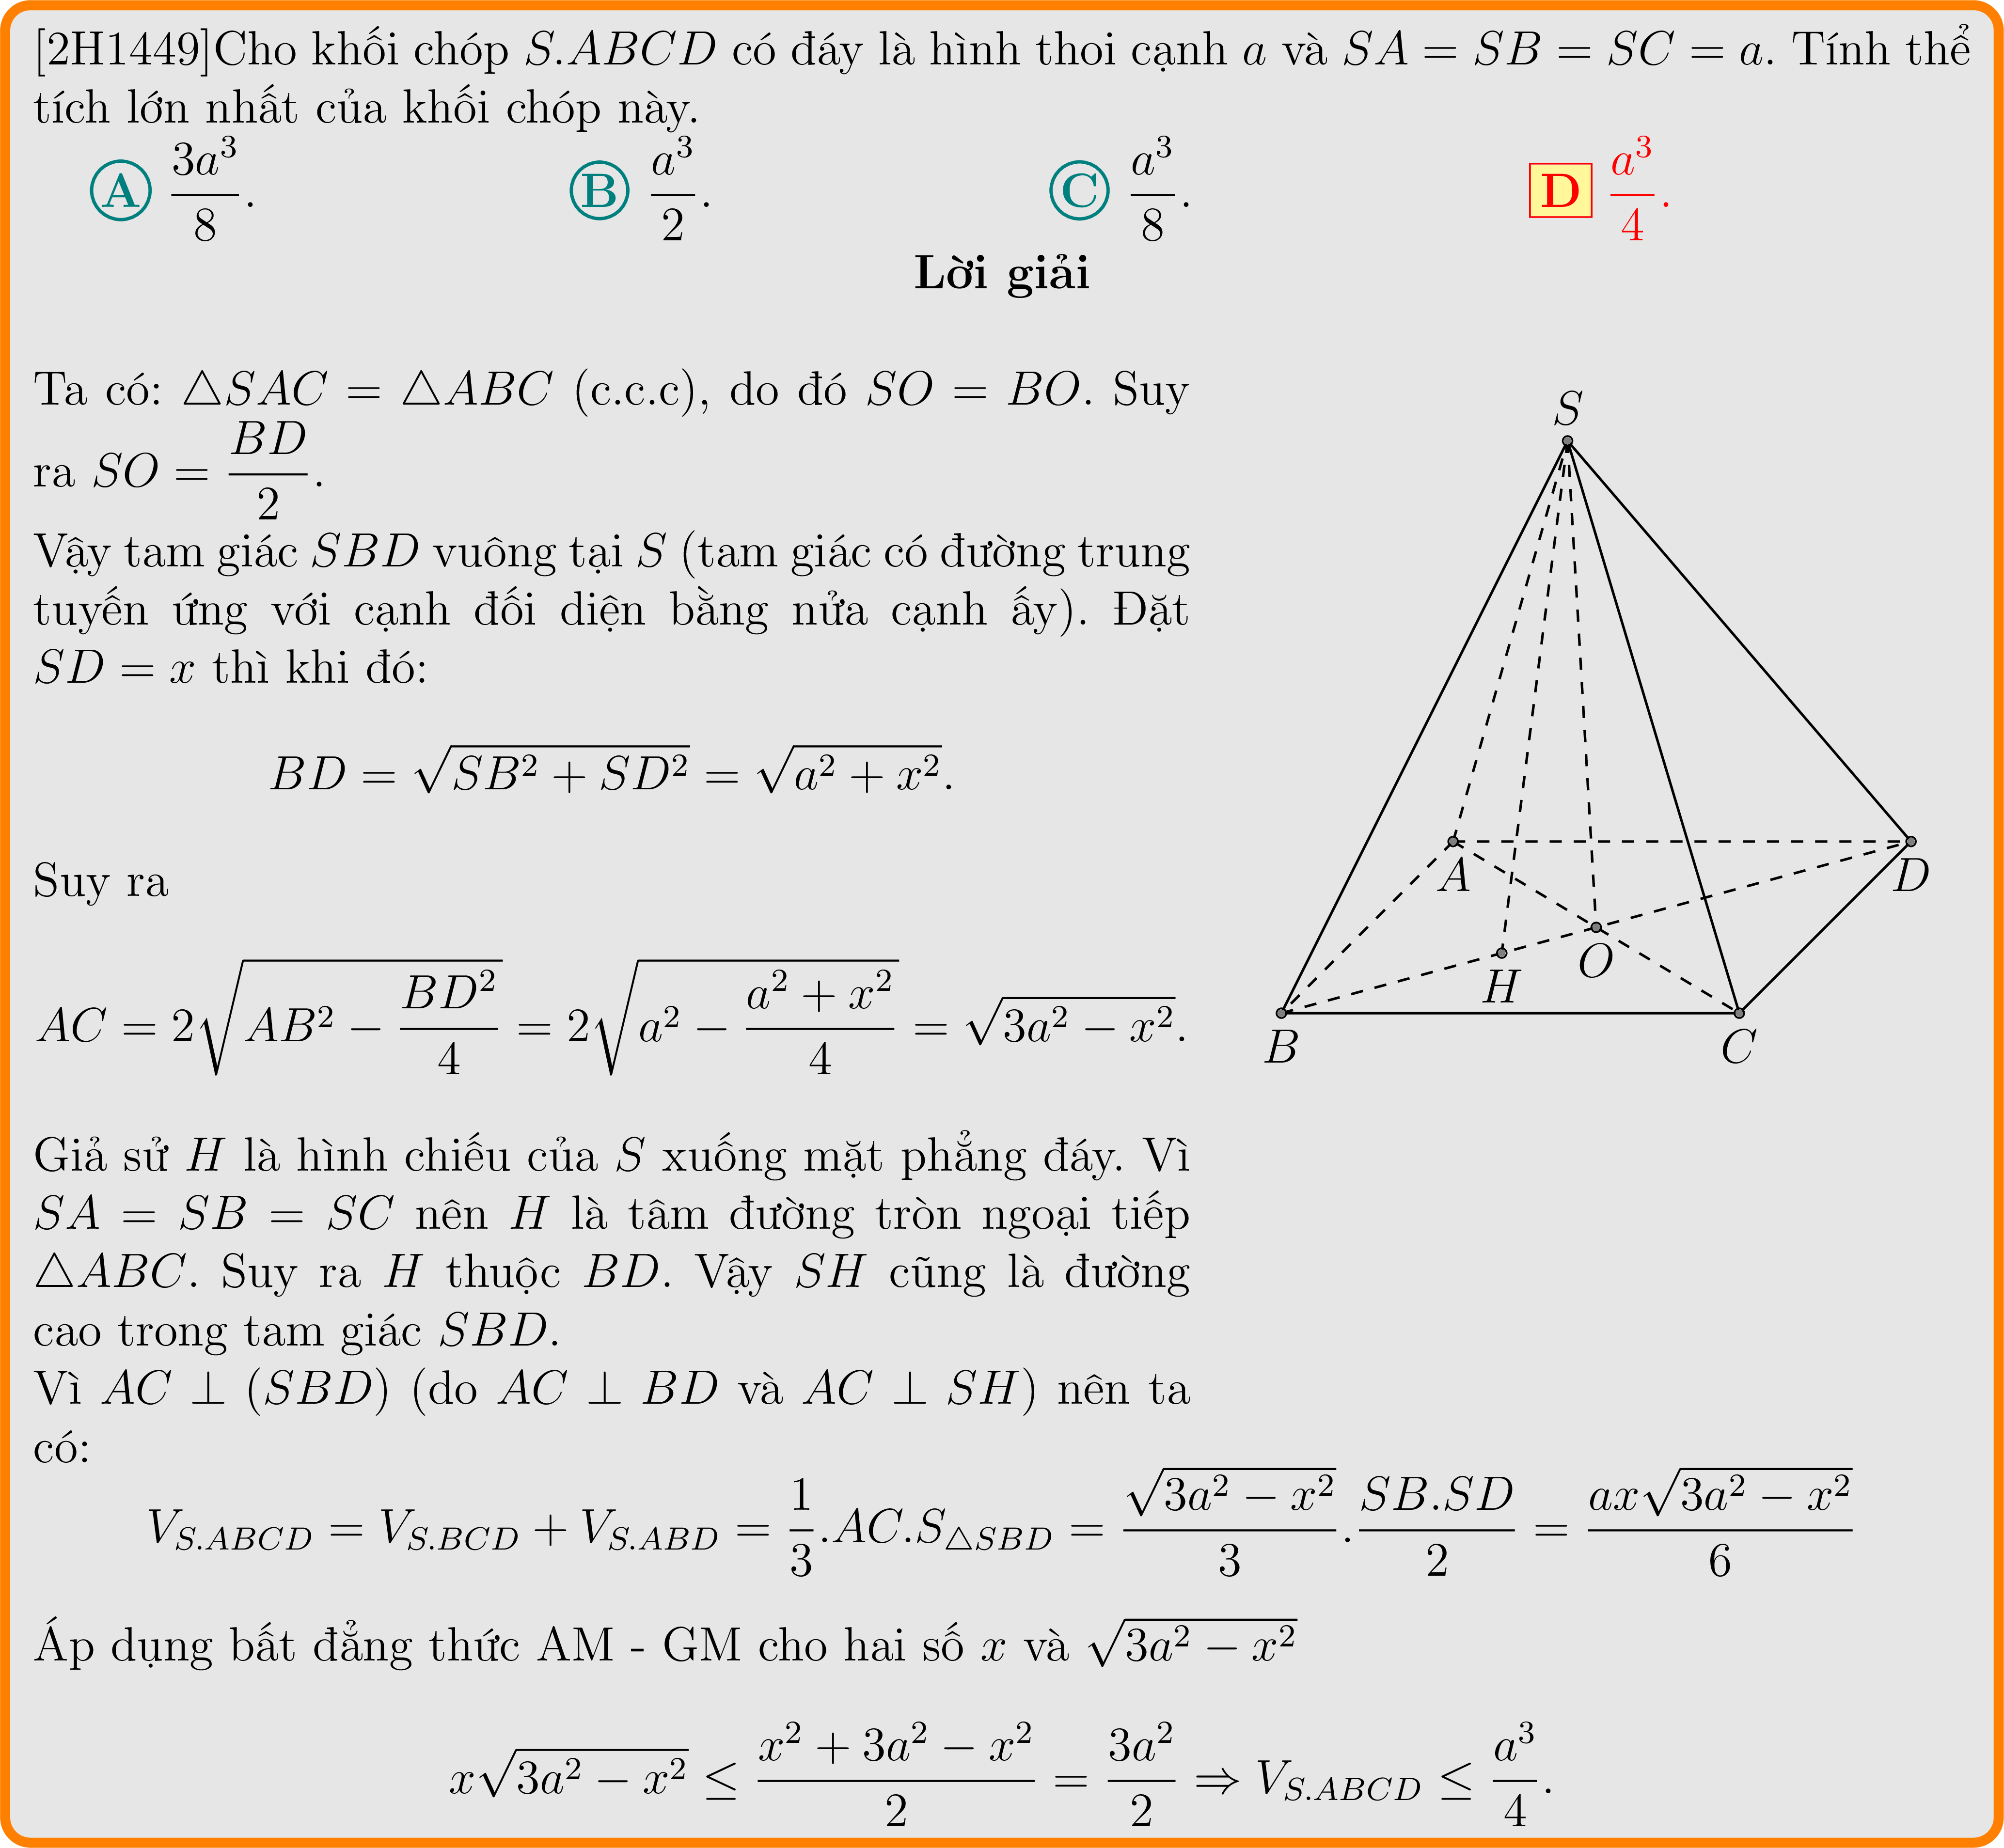 [2H1449]Cho khối chóp S.ABCD có đáy là hình thoi cạnh a và SA = SB = SC = a. Tính thể
tích lớn nhất của khối chóp này.
Ⓐ \frac{3a^3}{8}. Ⓑ \frac{a^3}{2}. Ⓒ \frac{a^3}{8}. D \frac{a^3}{4}.
Lời giải
Ta có: △SAC = △ABC (c.c.c), do đó SO = BO. Suy
ra SO = \frac{BD}{2}.
Vậy tam giác SBD vuông tại S (tam giác có đường trung
tuyến ứng với cạnh đối diện bằng nửa cạnh ấy). Đặt
SD = x thì khi đó:
BD = \sqrt{SB^2 + SD^2} = \sqrt{a^2 + x^2}.
Suy ra
AC = 2\sqrt{AB^2 - \frac{BD^2}{4}} = 2\sqrt{a^2 - \frac{a^2 + x^2}{4}} = \sqrt{3a^2 - x^2}.
Giả sử H là hình chiếu của S xuống mặt phẳng đáy. Vì
SA = SB = SC nên H là tâm đường tròn ngoại tiếp
△ABC. Suy ra H thuộc BD. Vậy SH cũng là đường
cao trong tam giác SBD.
Vì AC ⊥ (SBD) (do AC ⊥ BD và AC ⊥ SH) nên ta
có:
S
A
D
O
H
B
C
V_{S.ABCD} = V_{S.BCD} + V_{S.ABD} = \frac{1}{3}.AC.S_{△SBD} = \frac{\sqrt{3a^2 - x^2}}{3}.\frac{SB.SD}{2} = \frac{ax\sqrt{3a^2 - x^2}}{6}
Áp dụng bất đẳng thức AM - GM cho hai số x và \sqrt{3a^2 - x^2}
x\sqrt{3a^2 - x^2} ≤ \frac{x^2 + 3a^2 - x^2}{2} = \frac{3a^2}{2} ⇒ V_{S.ABCD} ≤ \frac{a^3}{4}.